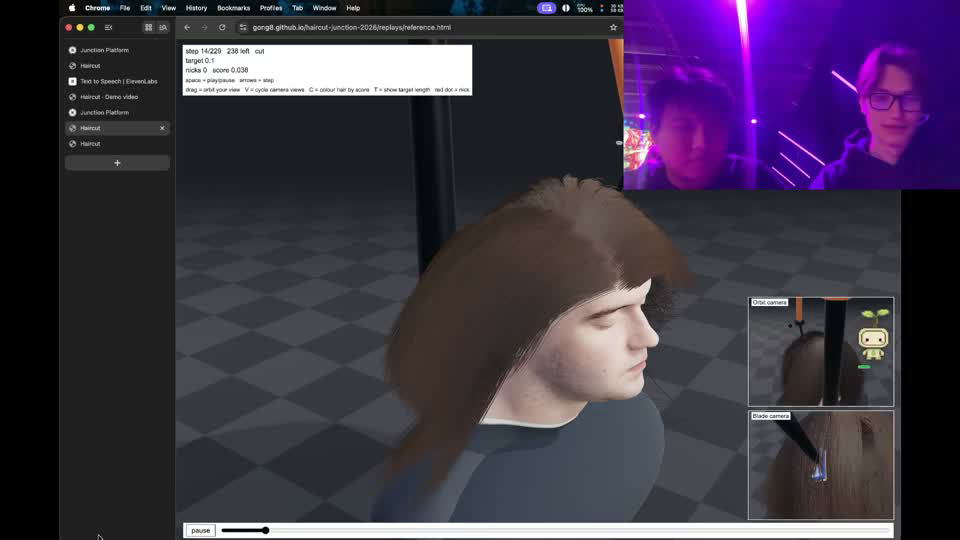 Chrome File Edit View History Bookmarks Profiles Tab Window Help
100%
gong8.github.io/haircut-junction-2026/replays/reference.html
Junction Platform
Haircut
Text to Speech | ElevenLabs
Haircut - Demo video
Junction Platform
Haircut
Haircut
step 14/229 238 left cut
target 0.1
nicks 0 score 0.038
space = play/pause arrows = step
drag = orbit your view V = cycle camera views C = colour hair by score T = show target length red dot = nick
Orbit camera
Blade camera
pause